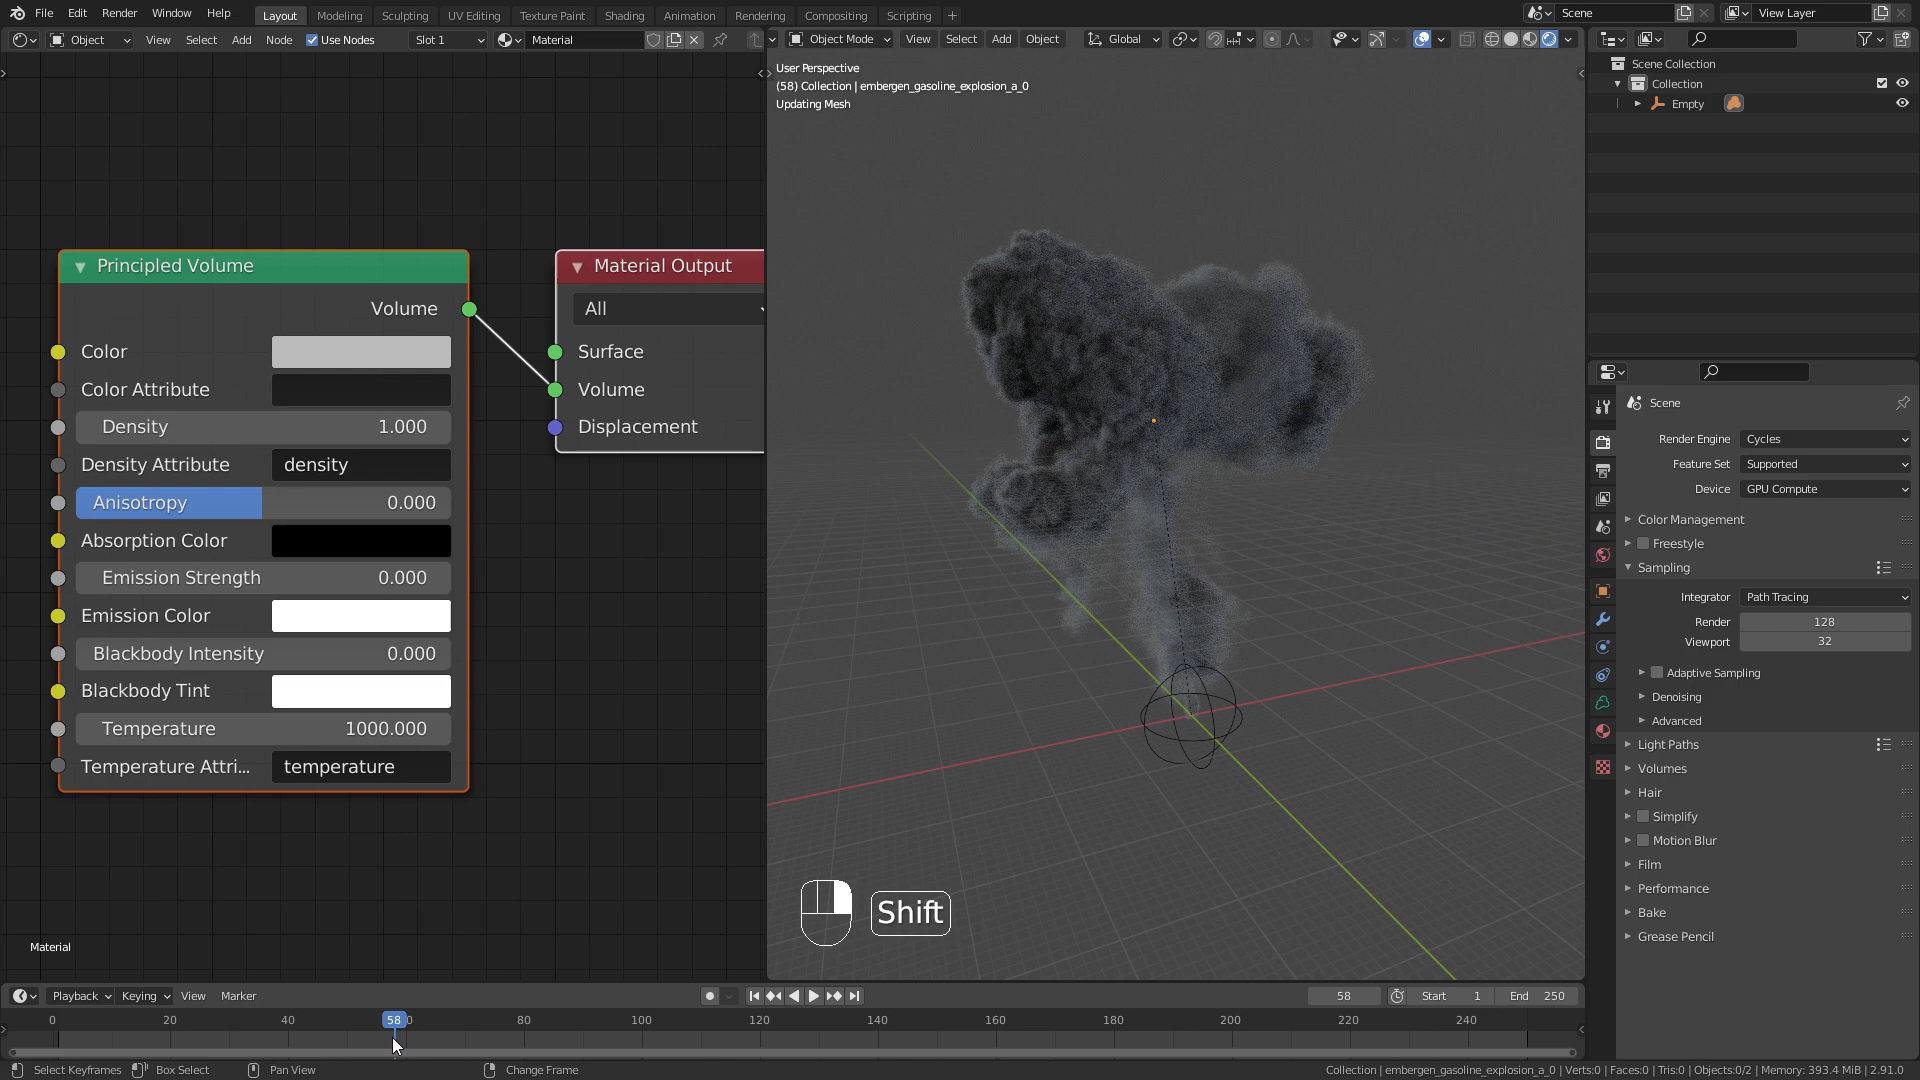 File Edit Render Window Help Layout Modeling Sculpting UV Editing Texture Paint Shading Animation Rendering Compositing Scripting + Scene View Layer
Object View Select Add Node Use Nodes Slot 1 Material Object Mode View Select Add Object Global
User Perspective
(58) Collection | embergen_gasoline_explosion_a_0
Updating Mesh
Scene Collection
Collection
Empty
Principled Volume
Volume
Color
Color Attribute
Density 1.000
Density Attribute density
Anisotropy 0.000
Absorption Color
Emission Strength 0.000
Emission Color
Blackbody Intensity 0.000
Blackbody Tint
Temperature 1000.000
Temperature Attri... temperature
Material Output
All
Surface
Volume
Displacement
Material
Shift
Scene
Render Engine Cycles
Feature Set Supported
Device GPU Compute
Color Management
Freestyle
Sampling
Integrator Path Tracing
Render 128
Viewport 32
Adaptive Sampling
Denoising
Advanced
Light Paths
Volumes
Hair
Simplify
Motion Blur
Film
Performance
Bake
Grease Pencil
Playback Keying View Marker 58 Start 1 End 250
0 20 40 58 80 100 120 140 160 180 200 220 240
Select Keyframes Box Select Pan View Change Frame Collection | embergen_gasoline_explosion_a_0 | Verts:0 | Faces:0 | Tris:0 | Objects:0/2 | Memory: 393.4 MiB | 2.91.0